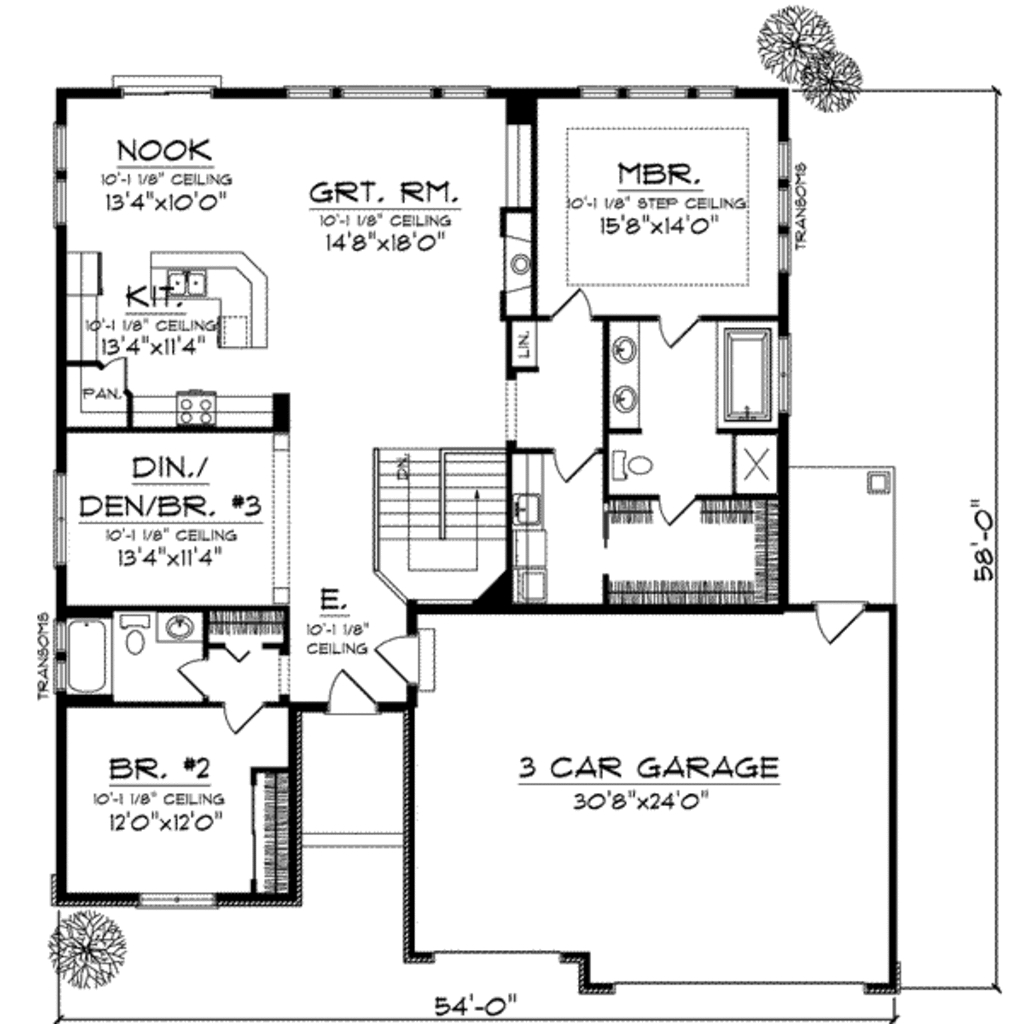 NOOK
10'-1 1/8" CEILING
13'4"x10'0"
GRT. RM.
10'-1 1/8" CEILING
14'8"x18'0"
MBR.
10'-1 1/8" STEP CEILING
15'8"x14'0"
TRANSOMS
KIT.
10'-1 1/8" CEILING
13'4"x11'4"
LIN.
PAN.
DIN./
DEN/BR. #3
10'-1 1/8" CEILING
13'4"x11'4"
DN.
58'-0"
E.
10'-1 1/8"
CEILING
TRANSOMS
BR. #2
10'-1 1/8" CEILING
12'0"x12'0"
3 CAR GARAGE
30'8"x24'0"
54'-0"